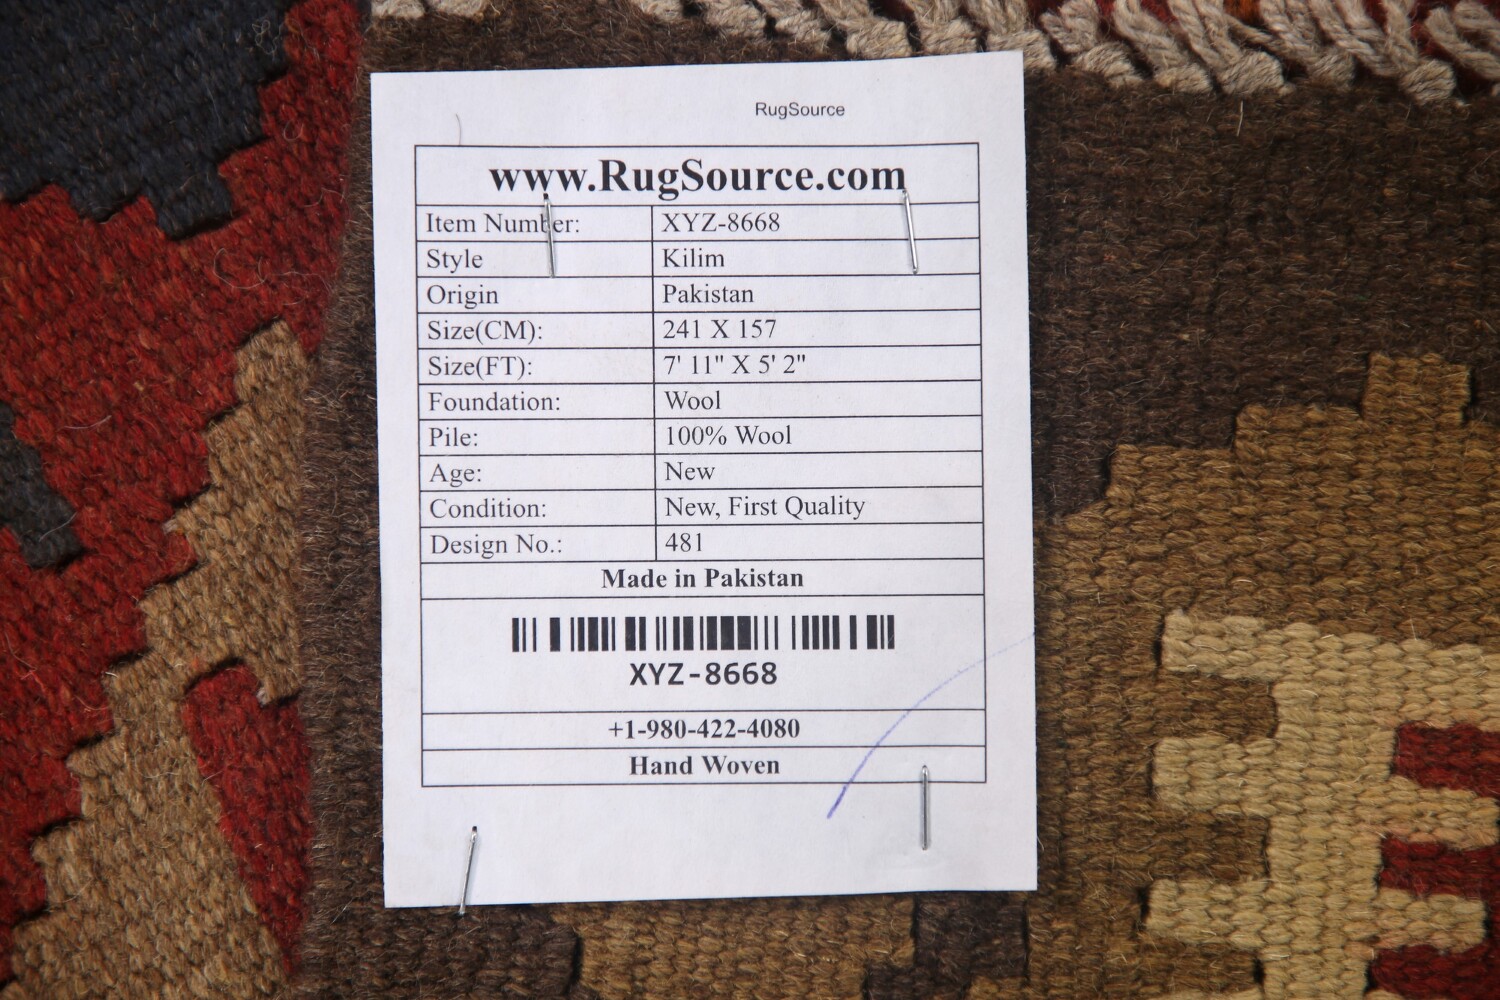 RugSource
www.RugSource.com
Item Number: XYZ-8668
Style Kilim
Origin Pakistan
Size(CM): 241 X 157
Size(FT): 7' 11" X 5' 2"
Foundation: Wool
Pile: 100% Wool
Age: New
Condition: New, First Quality
Design No.: 481
Made in Pakistan
XYZ-8668
+1-980-422-4080
Hand Woven